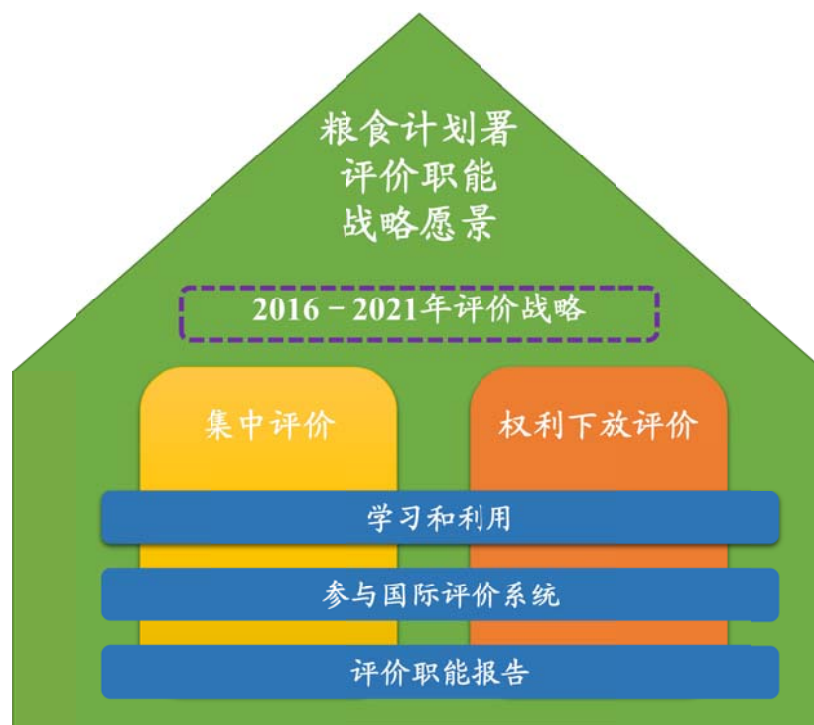 粮食计划署
评价职能
战略愿景
2016－2021年评价战略
集中评价
权利下放评价
学习和利用
参与国际评价系统
评价职能报告